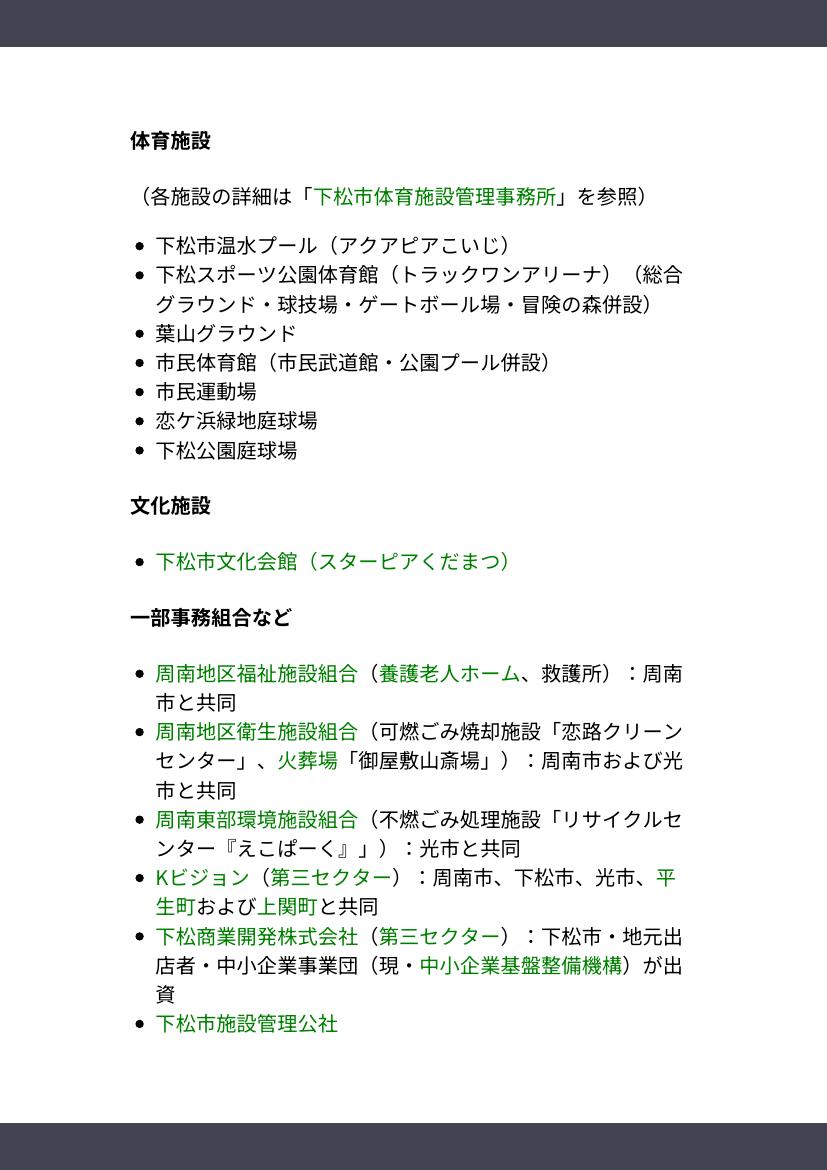 体育施設
（各施設の詳細は「下松市体育施設管理事務所」を参照）
● 下松市温水プール（アクアピアこいじ）
● 下松スポーツ公園体育館（トラックワンアリーナ）（総合
グラウンド・球技場・ゲートボール場・冒険の森併設）
● 葉山グラウンド
● 市民体育館（市民武道館・公園プール併設）
● 市民運動場
● 恋ケ浜緑地庭球場
● 下松公園庭球場
文化施設
● 下松市文化会館（スターピアくだまつ）
一部事務組合など
● 周南地区福祉施設組合（養護老人ホーム、救護所）：周南
市と共同
● 周南地区衛生施設組合（可燃ごみ焼却施設「恋路クリーン
センター」、火葬場「御屋敷山斎場」）：周南市および光
市と共同
● 周南東部環境施設組合（不燃ごみ処理施設「リサイクルセ
ンター『えこぱーく』」）：光市と共同
● Kビジョン（第三セクター）：周南市、下松市、光市、平
生町および上関町と共同
● 下松商業開発株式会社（第三セクター）：下松市・地元出
店者・中小企業事業団（現・中小企業基盤整備機構）が出
資
● 下松市施設管理公社